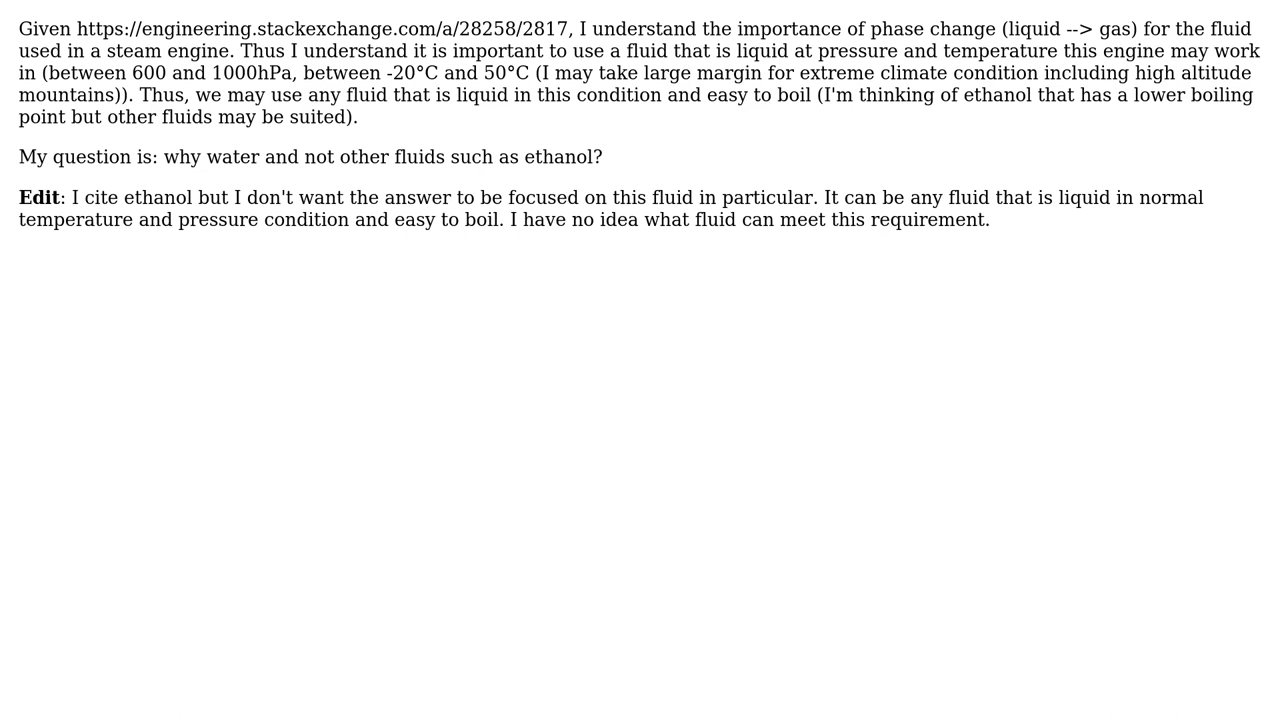 Given https://engineering.stackexchange.com/a/28258/2817, I understand the importance of phase change (liquid --> gas) for the fluid
used in a steam engine. Thus I understand it is important to use a fluid that is liquid at pressure and temperature this engine may work
in (between 600 and 1000hPa, between -20°C and 50°C (I may take large margin for extreme climate condition including high altitude
mountains)). Thus, we may use any fluid that is liquid in this condition and easy to boil (I'm thinking of ethanol that has a lower boiling
point but other fluids may be suited).
My question is: why water and not other fluids such as ethanol?
Edit: I cite ethanol but I don't want the answer to be focused on this fluid in particular. It can be any fluid that is liquid in normal
temperature and pressure condition and easy to boil. I have no idea what fluid can meet this requirement.